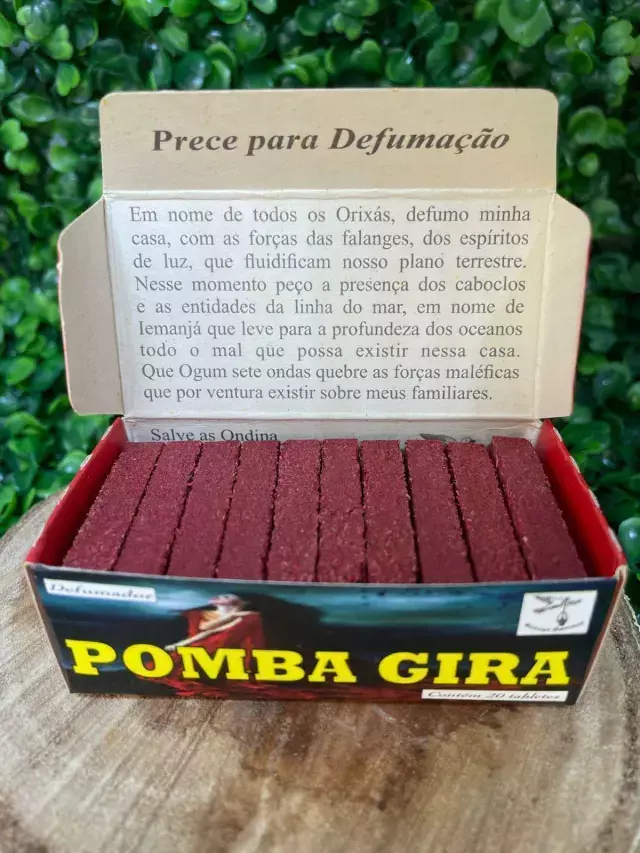 Prece para Defumação
Em nome de todos os Orixás, defumo minha
casa, com as forças das falanges, dos espíritos
de luz, que fluidificam nosso plano terrestre.
Nesse momento peço a presença dos caboclos
e as entidades da linha do mar, em nome de
Iemanjá que leve para a profundeza dos oceanos
todo o mal que possa existir nessa casa.
Que Ogum sete ondas quebre as forças maléficas
que por ventura existir sobre meus familiares.
Salve as Ondina
Defumador
POMBA GIRA
Contém 20 tabletes